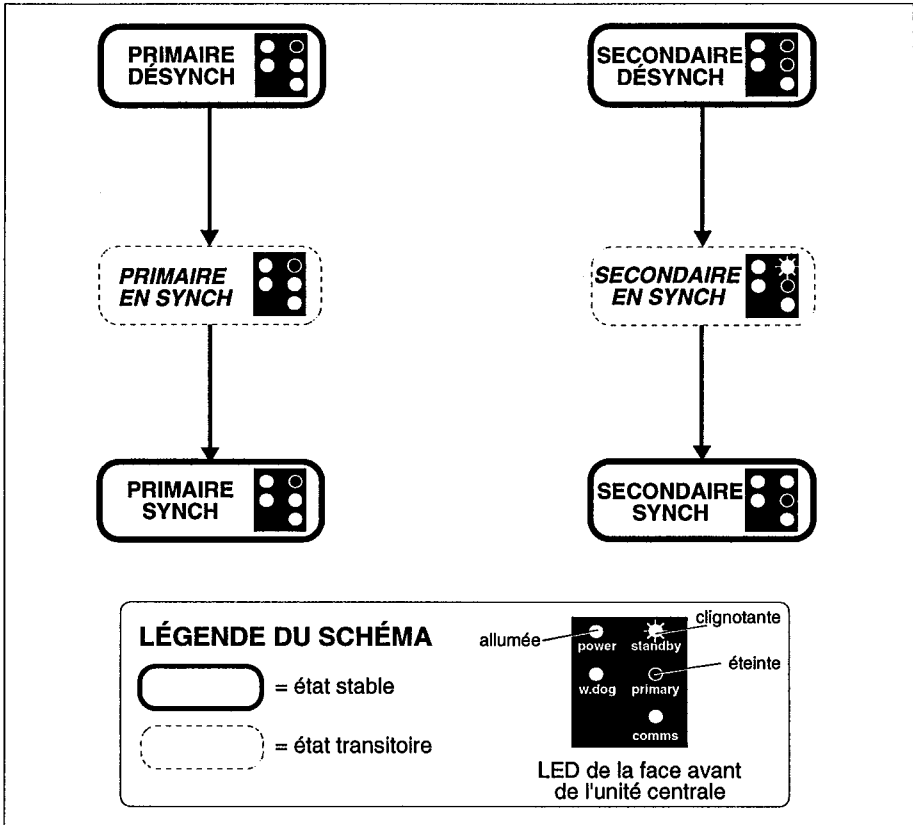 PRIMAIRE
DÉSYNCH
SECONDAIRE
DÉSYNCH
PRIMAIRE
EN SYNCH
SECONDAIRE
EN SYNCH
PRIMAIRE
SYNCH
SECONDAIRE
SYNCH
LÉGENDE DU SCHÉMA
= état stable
= état transitoire
allumée
clignotante
éteinte
power standby
w.dog primary
comms
LED de la face avant
de l'unité centrale